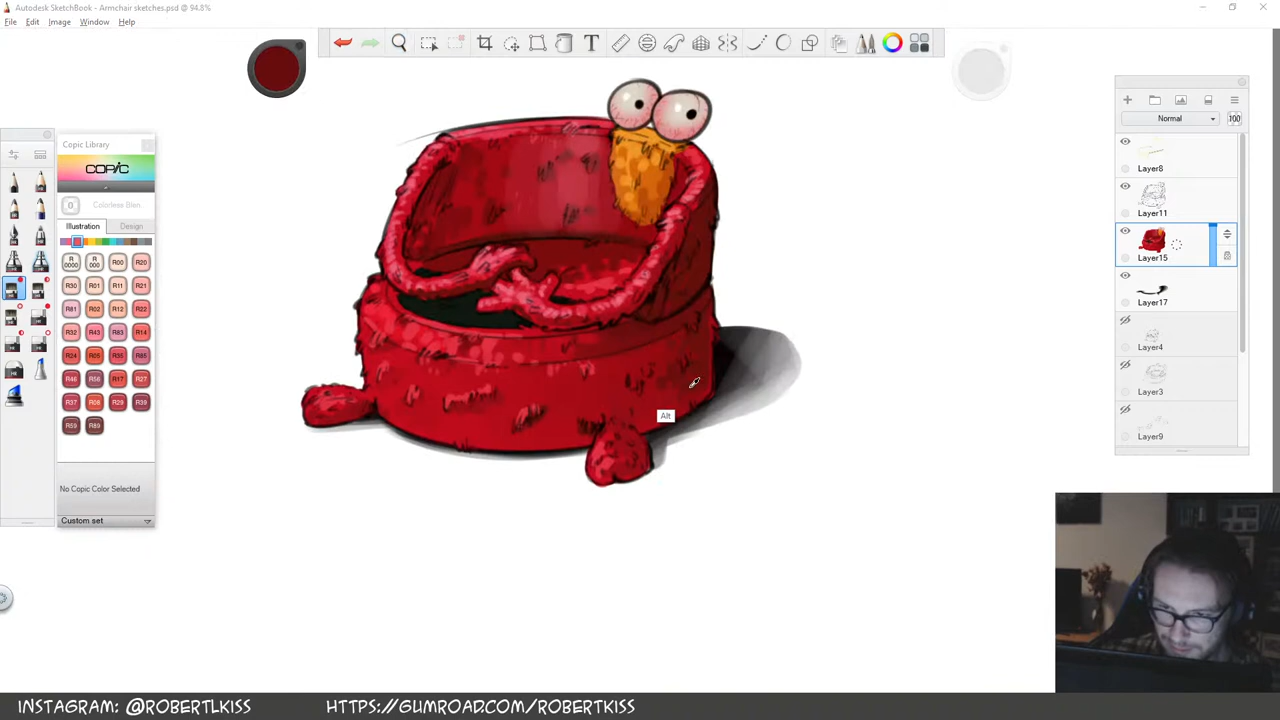 Autodesk SketchBook - Armchair sketches.psd @ 94.8%
File Edit Image Window Help
T
Copic Library
COPIC
0 Colorless Blen.
Illustration Design
R0000 R000 R00 R20
R30 R01 R11 R21
R81 R02 R12 R22
R32 R43 R83 R14
R24 R05 R35 R85
R46 R56 R17 R27
R37 R08 R29 R39
R59 R89
No Copic Color Selected
Custom set
Alt
100
Normal
Layer8
Layer11
Layer15
Layer17
Layer4
Layer3
Layer9
INSTAGRAM: @ROBERTLKISS HTTPS://GUMROAD.COM/ROBERTKISS